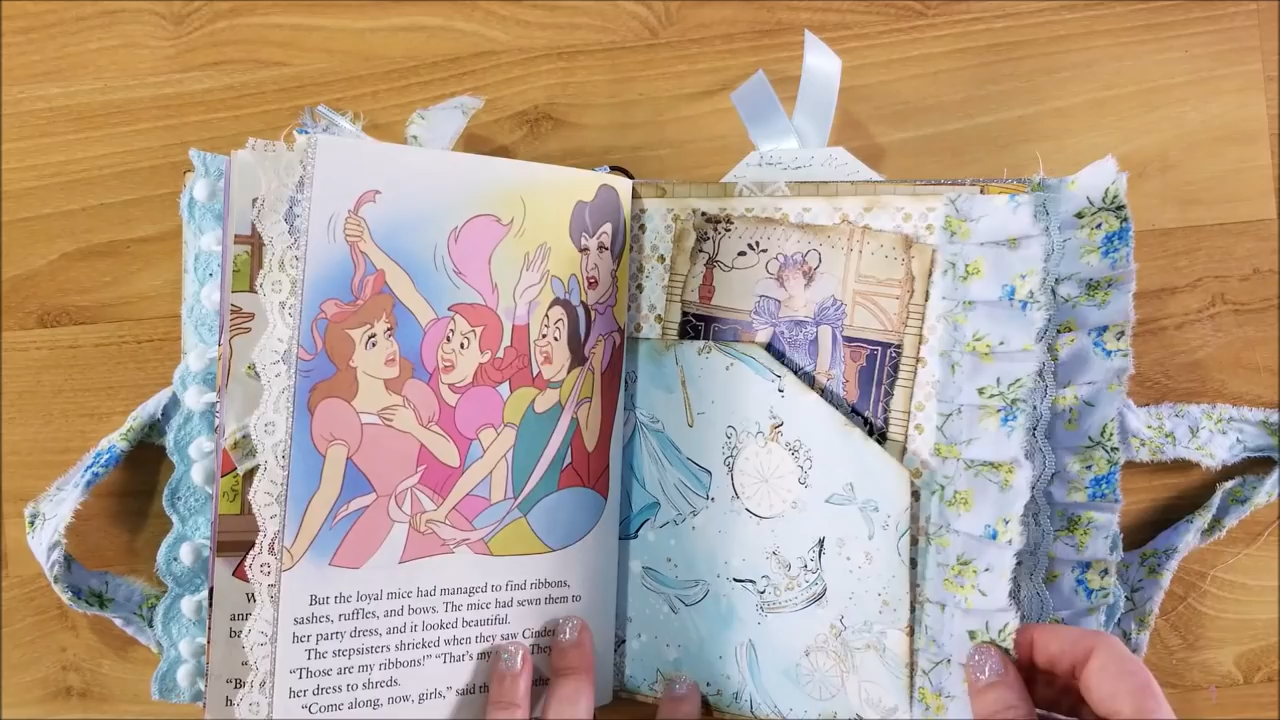 But the loyal mice had managed to find ribbons,
sashes, ruffles, and bows. The mice had sewn them to
her party dress, and it looked beautiful.
The stepsisters shrieked when they saw
“Those are my ribbons!” “That’s my They
her dress to shreds.
“Come along, now, girls,” said